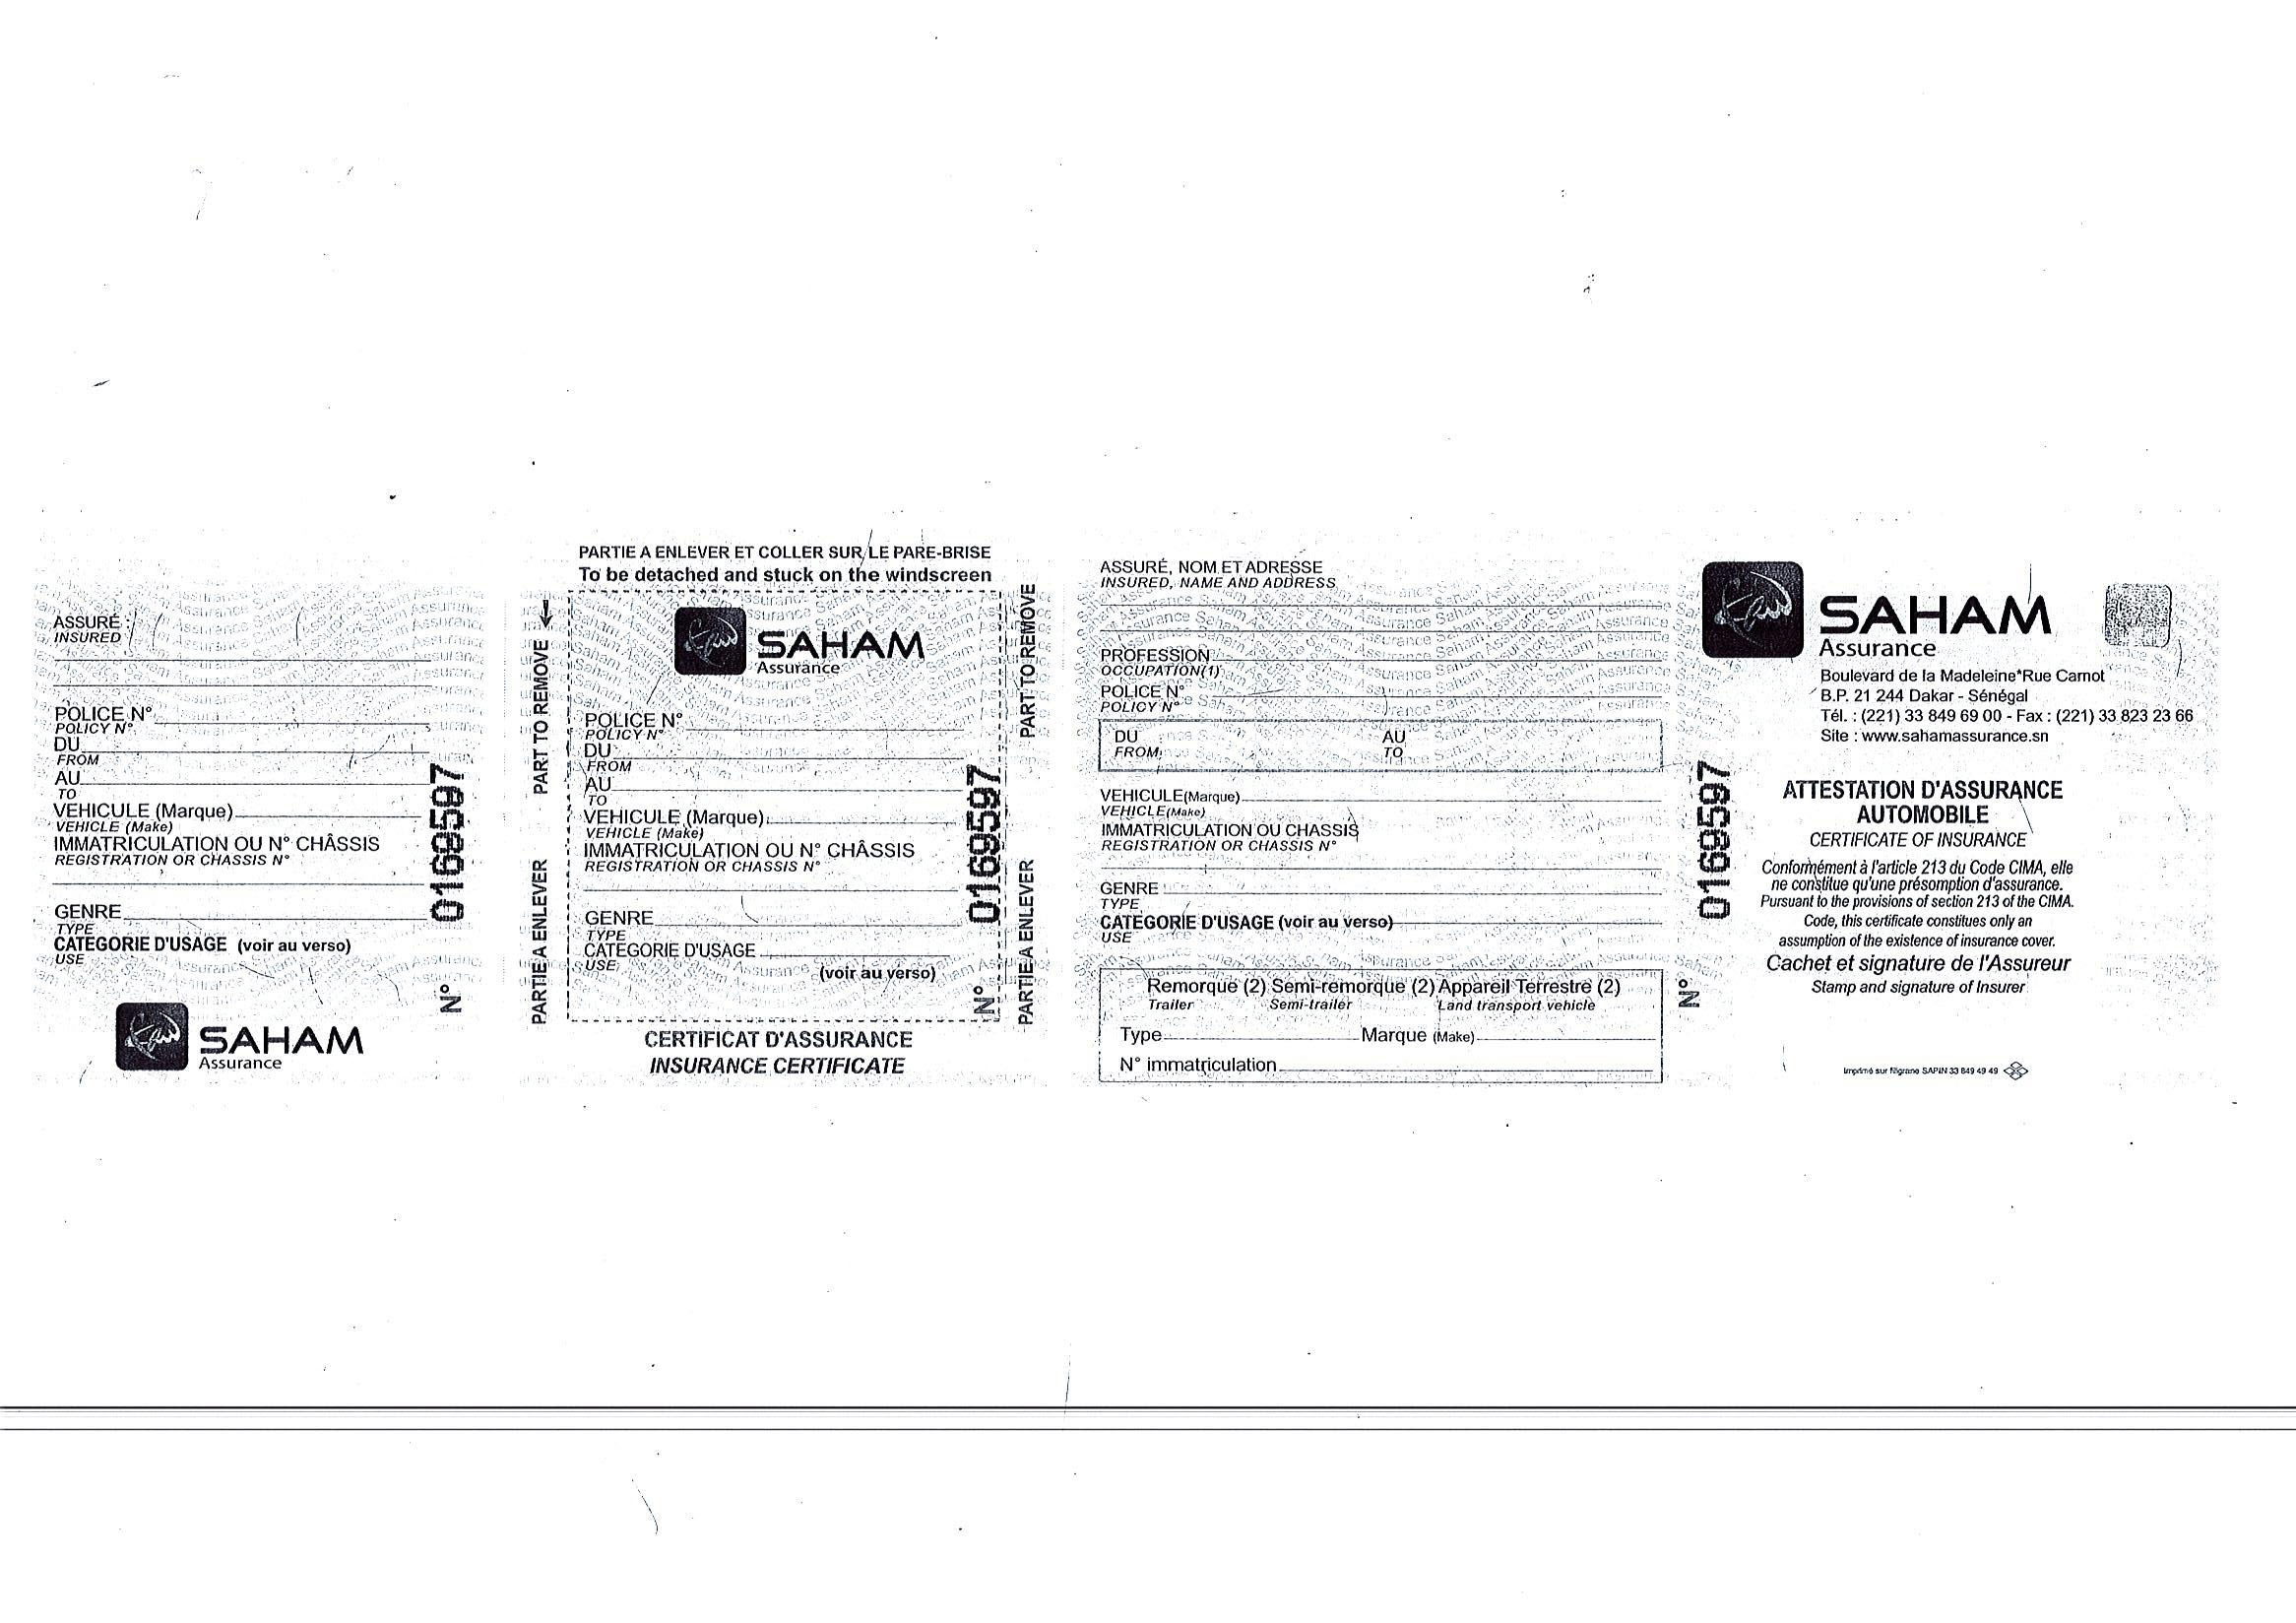 ASSURÉ :
INSURED
POLICE N°
POLICY N°
DU
FROM
AU
TO
VEHICULE (Marque)
VEHICLE (Make)
IMMATRICULATION OU N° CHÂSSIS
REGISTRATION OR CHASSIS N°
GENRE
TYPE
CATEGORIE D'USAGE (voir au verso)
USE
SAHAM
Assurance
N° 0169597
PARTIE A ENLEVER PART TO REMOVE
PARTIE A ENLEVER ET COLLER SUR LE PARE-BRISE
To be detached and stuck on the windscreen
SAHAM
Assurance
POLICE N°
POLICY N°
DU
FROM
AU
TO
VEHICULE (Marque)
VEHICLE (Make)
IMMATRICULATION OU N° CHÂSSIS
REGISTRATION OR CHASSIS N°
GENRE
TYPE
CATEGORIE D'USAGE
USE
(voir au verso)
N° 0169597
CERTIFICAT D'ASSURANCE
INSURANCE CERTIFICATE
PARTIE A ENLEVER PART TO REMOVE
ASSURÉ, NOM ET ADRESSE
INSURED, NAME AND ADDRESS
PROFESSION
OCCUPATION(1)
POLICE N°
POLICY N°
DU AU
FROM TO
VEHICULE(Marque)
VEHICLE(Make)
IMMATRICULATION OU CHASSIS
REGISTRATION OR CHASSIS N°
GENRE
TYPE
CATEGORIE D'USAGE (voir au verso)
USE
Remorque (2) Semi-remorque (2) Appareil Terrestre (2)
Trailer Semi-trailer Land transport vehicle
Type Marque (Make)
N° immatriculation
N° 0169597
SAHAM
Assurance
Boulevard de la Madeleine*Rue Carnot
B.P. 21 244 Dakar - Sénégal
Tél. : (221) 33 849 69 00 - Fax : (221) 33 823 23 66
Site : www.sahamassurance.sn
ATTESTATION D'ASSURANCE
AUTOMOBILE
CERTIFICATE OF INSURANCE
Conformément à l'article 213 du Code CIMA, elle
ne constitue qu'une présomption d'assurance.
Pursuant to the provisions of section 213 of the CIMA.
Code, this certificate constitues only an
assumption of the existence of insurance cover.
Cachet et signature de l'Assureur
Stamp and signature of Insurer
Imprimé sur filigrane SAPIN 33 849 49 49